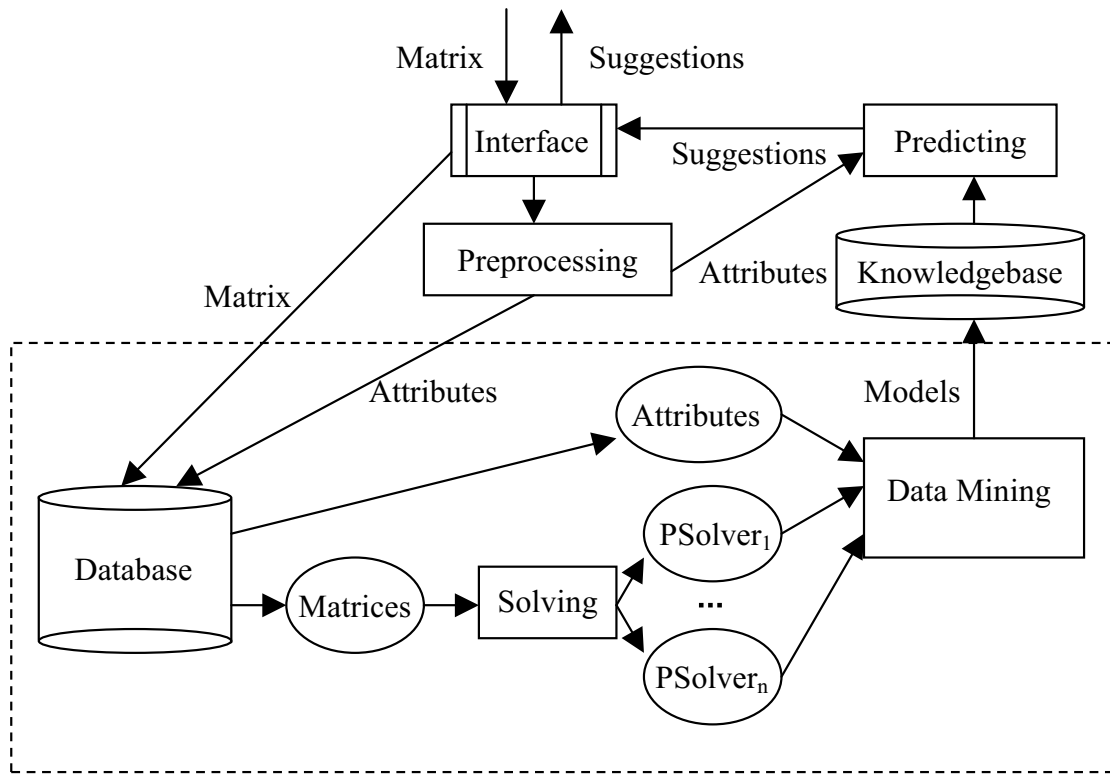 Matrix
Suggestions
Interface
Predicting
Suggestions
Preprocessing
Attributes
Knowledgebase
Matrix
Attributes
Attributes
Models
Data Mining
PSolver1
Database
Matrices
Solving
...
PSolvern